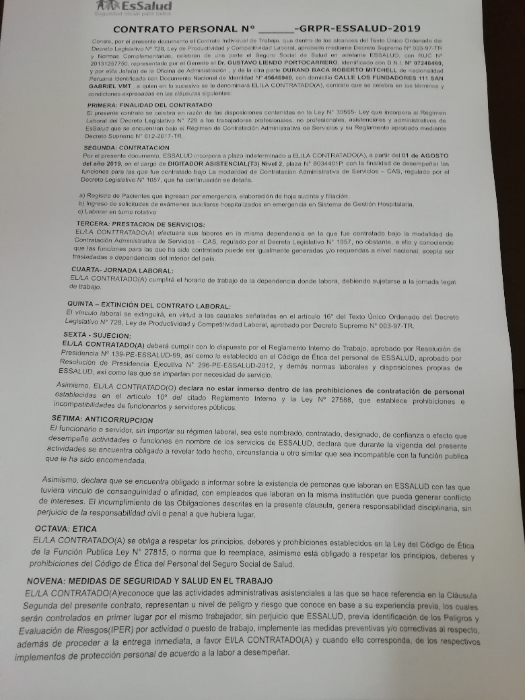 EsSalud
CONTRATO PERSONAL N° _____-GRPR-ESSALUD-2019
Conste, por el presente documento el Contrato Individual de Trabajo, que dentro de los alcances del Texto Único Ordenado de
Decreto Legislativo N° 728, Ley de Productividad y Competitividad Laboral, aprobado mediante Decreto Supremo N° 003-97-TR
y Normas Complementarias, celebran de una parte el Seguro Social de Salud en adelante ESSALUD, con RUC N°
20131257750, representado por el Gerente el Dr. GUSTAVO LIENDO PORTOCARRERO, identificado con D.N.I. N°
y por el de la Oficina de Administración, y de la otra parte DURAND BACA ROBERTO MITCHELL, de nacionalidad
Peruana identificado con Documento Nacional de Identidad N° con domicilio CALLE LOS FUNDADORES 111 SAN
GABRIEL VMT, a quien en lo sucesivo se le denominará EL/LA CONTRATADO(A), contrato que se celebra en los términos y
condiciones expresadas en las cláusulas siguientes:
PRIMERA: FINALIDAD DEL CONTRATADO
El presente contrato se celebra en razón de las disposiciones contenidas en la Ley N° 30555- Ley que incorpora al Régimen
Laboral del Decreto Legislativo N° 728 a los trabajadores profesionales, no profesionales, asistenciales y administrativos de
EsSalud que se encuentran bajo el Régimen de Contratación Administrativa de Servicios y su Reglamento aprobado mediante
Decreto Supremo N° 012-2017-TR.
SEGUNDA: CONTRATACION
Por el presente documento, ESSALUD incorpora a plazo indeterminado a EL/LA CONTRATADO(A), a partir del 01 de AGOSTO
del año 2019, en el cargo de DIGITADOR ASISTENCIAL(T3) Nivel 2, plaza N° con la finalidad de desempeñar las
funciones para las que fue contratado bajo La modalidad de Contratación Administrativa de Servicios - CAS, regulado por el
Decreto Legislativo N° 1057, que ha continuación se detalla.
a) Registro de Pacientes que ingresan por emergencia, elaboración de hoja auxiliar y filiación
b) Ingreso de solicitudes de exámenes auxiliares hospitalizados en emergencia en Sistema de Gestión Hospitalaria.
c) Laborar en turno rotativo
TERCERA: PRESTACION DE SERVICIOS:
EL/LA CONTRATADO(A) efectuara sus labores en la misma dependencia en la que fue contratado bajo la modalidad de
Contratación Administrativa de Servicios - CAS, regulado por el Decreto Legislativo N° 1057, no obstante, a ello y conociendo
que las funciones para las que ha sido contratado puede ser igualmente generadas y/o requeridas a nivel nacional, acepta ser
trasladado a dependencias del interior del país.
CUARTA- JORNADA LABORAL:
EL/LA CONTRATADO(A) cumplirá el horario de trabajo de la dependencia donde labora, debiendo sujetarse a la jornada legal
de trabajo.
QUINTA – EXTINCIÓN DEL CONTRATO LABORAL:
El vínculo laboral se extinguirá, en virtud a las causales señaladas en el artículo 16° del Texto Único Ordenado del Decreto
Legislativo N° 728, Ley de Productividad y Competitividad Laboral, aprobado por Decreto Supremo N° 003-97-TR.
SEXTA - SUJECION:
EL/LA CONTRATADO(A) deberá cumplir con lo dispuesto por el Reglamento Interno de Trabajo, aprobado por Resolución de
Presidencia N° 139-PE-ESSALUD-99, así como lo establecido en el Código de Ética del personal de ESSALUD, aprobado por
Resolución de Presidencia Ejecutiva N° 296-PE-ESSALUD-2012, y demás normas laborales y disposiciones propias de
ESSALUD, así como las que se impartan por necesidad de servicio.
Asimismo, EL/LA CONTRATADO(O) declara no estar inmerso dentro de las prohibiciones de contratación de personal
establecidas en el artículo 10° del citado Reglamento Interno y la Ley N° 27588, que establece prohibiciones e
incompatibilidades de funcionarios y servidores públicos.
SETIMA: ANTICORRUPCION
El funcionario o servidor, sin importar su régimen laboral, sea este nombrado, contratado, designado, de confianza o electo que
desempeñe actividades o funciones en nombre de los servicios de ESSALUD, declara que durante la vigencia del presente
actividades se encuentra obligado a revelar todo hecho, circunstancia u otro similar que sea incompatible con la función publica
que le ha sido encomendada.
Asimismo, declara que se encuentra obligado a informar sobre la existencia de personas que laboran en ESSALUD con las que
tuviera vínculo de consanguinidad o afinidad, con empleados que laboran en la misma institución que pueda generar conflicto
de intereses. El incumplimiento de las Obligaciones descritas en la presente clausula, genera responsabilidad disciplinaria, sin
perjuicio de la responsabilidad civil o penal a que hubiera lugar.
OCTAVA: ETICA
EL/LA CONTRATADO(A) se obliga a respetar los principios, deberes y prohibiciones establecidos en la Ley del Código de Ética
de la Función Publica Ley N° 27815, o norma que lo reemplace, asimismo está obligado a respetar los principios, deberes y
prohibiciones del Código de Ética del Personal del Seguro Social de Salud.
NOVENA: MEDIDAS DE SEGURIDAD Y SALUD EN EL TRABAJO
EL/LA CONTRATADO(A)reconoce que las actividades administrativas asistenciales a las que se hace referencia en la Cláusula
Segunda del presente contrato, representan u nivel de peligro y riesgo que conoce en base a su experiencia previa, los cuales
serán controlados en primer lugar por el mismo trabajador, sin perjuicio que ESSALUD, previa identificación de los Peligros y
Evaluación de Riesgos(IPER) por actividad o puesto de trabajo, implemente las medidas preventivas y/o correctivas al respecto,
además de proceder a la entrega inmediata, a favor El/LA CONTRATADO(A) y cuando ello corresponda, de los respectivos
implementos de protección personal de acuerdo a la labor a desempeñar.